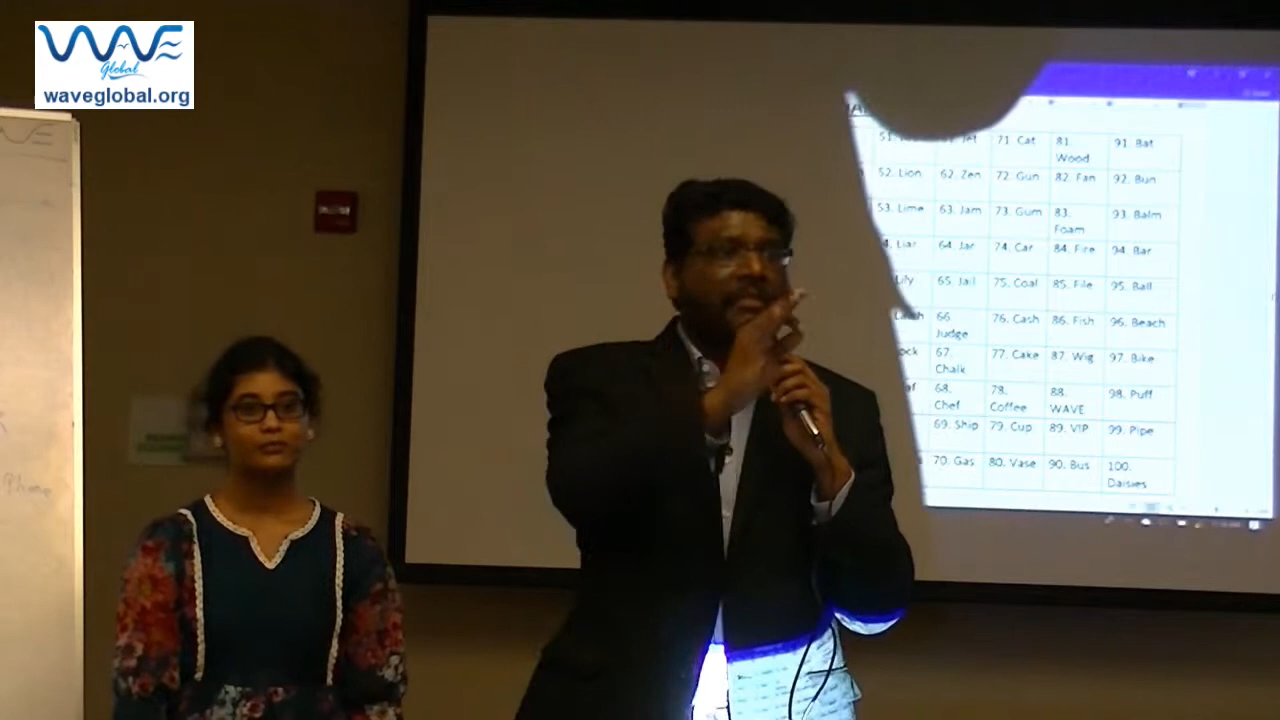 WAVE
Global
waveglobal.org
71. Cat 81. Wood 91. Bat
52. Lion 62. Zen 72. Gun 82. Fan 92. Bun
53. Lime 63. Jam 73. Gum 83. Foam 93. Balm
Liar 64. Jar 74. Car 84. Fire 94. Bar
Lily 65. Jail 75. Coal 85. File 95. Ball
66. Judge 76. Cash 86. Fish 96. Beach
67. Chalk 77. Cake 87. Wig 97. Bike
68. Chef 78. Coffee 88. WAVE 98. Puff
69. Ship 79. Cup 89. VIP 99. Pipe
70. Gas 80. Vase 90. Bus 100. Daisies
Phone